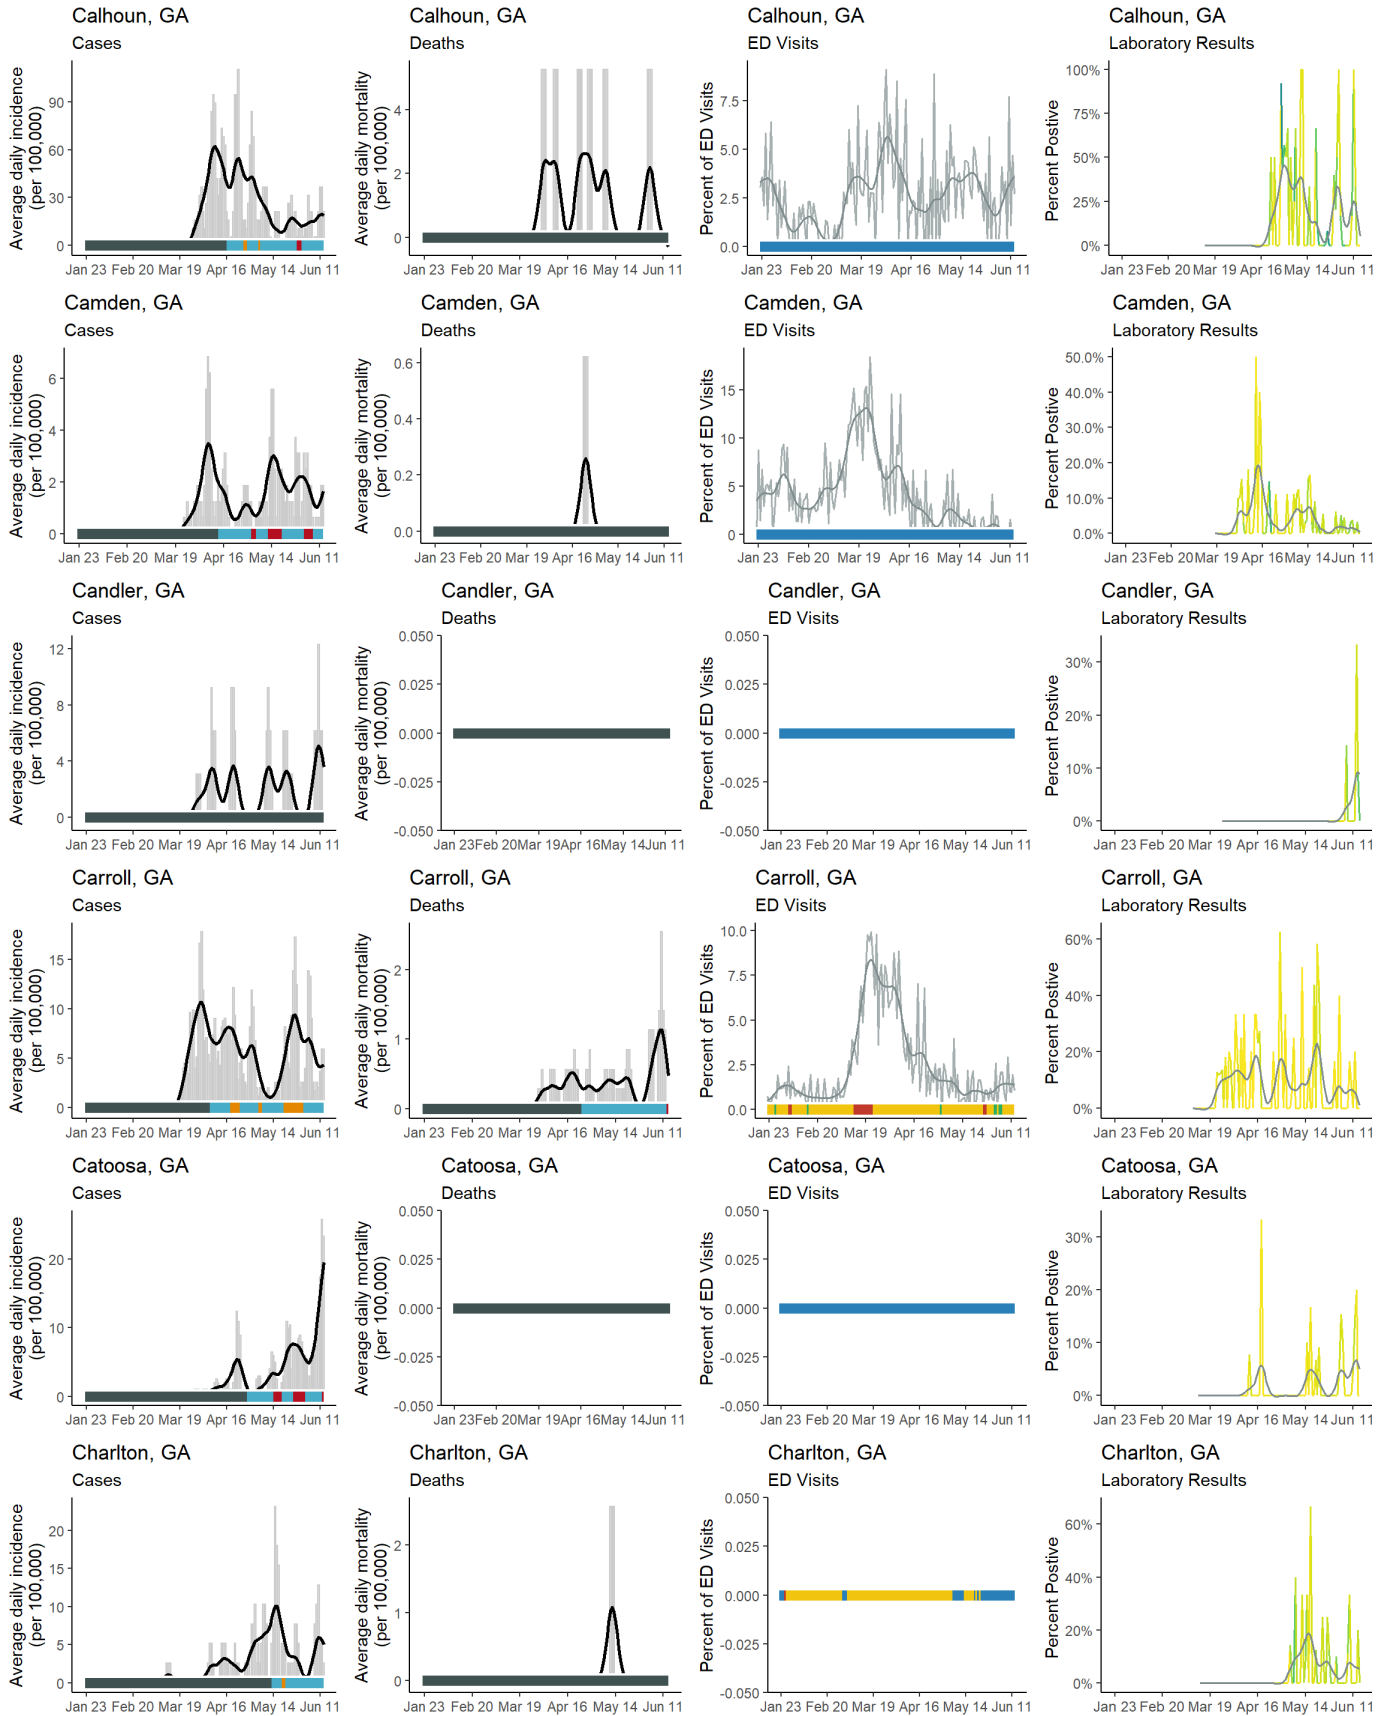 Calhoun, GA
Cases
Average daily incidence
(per 100,000)
90
60
30
0
Jan 23 Feb 20 Mar 19 Apr 16 May 14 Jun 11
Calhoun, GA
Deaths
Average daily mortality
(per 100,000)
4
2
0
Jan 23 Feb 20 Mar 19 Apr 16 May 14 Jun 11
Calhoun, GA
ED Visits
Percent of ED Visits
7.5
5.0
2.5
0.0
Jan 23 Feb 20 Mar 19 Apr 16 May 14 Jun 11
Calhoun, GA
Laboratory Results
Percent Postive
100%
75%
50%
25%
0%
Jan 23 Feb 20 Mar 19 Apr 16 May 14 Jun 11
Camden, GA
Cases
Average daily incidence
(per 100,000)
6
4
2
0
Jan 23 Feb 20 Mar 19 Apr 16 May 14 Jun 11
Camden, GA
Deaths
Average daily mortality
(per 100,000)
0.6
0.4
0.2
0.0
Jan 23 Feb 20 Mar 19 Apr 16 May 14 Jun 11
Camden, GA
ED Visits
Percent of ED Visits
15
10
5
0
Jan 23 Feb 20 Mar 19 Apr 16 May 14 Jun 11
Camden, GA
Laboratory Results
Percent Postive
50.0%
40.0%
30.0%
20.0%
10.0%
0.0%
Jan 23 Feb 20 Mar 19 Apr 16 May 14 Jun 11
Candler, GA
Cases
Average daily incidence
(per 100,000)
12
8
4
0
Jan 23 Feb 20 Mar 19 Apr 16 May 14 Jun 11
Candler, GA
Deaths
Average daily mortality
(per 100,000)
0.050
0.025
0.000
-0.025
-0.050
Jan 23 Feb 20 Mar 19 Apr 16 May 14 Jun 11
Candler, GA
ED Visits
Percent of ED Visits
0.050
0.025
0.000
-0.025
-0.050
Jan 23 Feb 20 Mar 19 Apr 16 May 14 Jun 11
Candler, GA
Laboratory Results
Percent Postive
30%
20%
10%
0%
Jan 23 Feb 20 Mar 19 Apr 16 May 14 Jun 11
Carroll, GA
Cases
Average daily incidence
(per 100,000)
15
10
5
0
Jan 23 Feb 20 Mar 19 Apr 16 May 14 Jun 11
Carroll, GA
Deaths
Average daily mortality
(per 100,000)
2
1
0
Jan 23 Feb 20 Mar 19 Apr 16 May 14 Jun 11
Carroll, GA
ED Visits
Percent of ED Visits
10.0
7.5
5.0
2.5
0.0
Jan 23 Feb 20 Mar 19 Apr 16 May 14 Jun 11
Carroll, GA
Laboratory Results
Percent Postive
60%
40%
20%
0%
Jan 23 Feb 20 Mar 19 Apr 16 May 14 Jun 11
Catoosa, GA
Cases
Average daily incidence
(per 100,000)
20
10
0
Jan 23 Feb 20 Mar 19 Apr 16 May 14 Jun 11
Catoosa, GA
Deaths
Average daily mortality
(per 100,000)
0.050
0.025
0.000
-0.025
-0.050
Jan 23 Feb 20 Mar 19 Apr 16 May 14 Jun 11
Catoosa, GA
ED Visits
Percent of ED Visits
0.050
0.025
0.000
-0.025
-0.050
Jan 23 Feb 20 Mar 19 Apr 16 May 14 Jun 11
Catoosa, GA
Laboratory Results
Percent Postive
30%
20%
10%
0%
Jan 23 Feb 20 Mar 19 Apr 16 May 14 Jun 11
Charlton, GA
Cases
Average daily incidence
(per 100,000)
20
15
10
5
0
Jan 23 Feb 20 Mar 19 Apr 16 May 14 Jun 11
Charlton, GA
Deaths
Average daily mortality
(per 100,000)
2
1
0
Jan 23 Feb 20 Mar 19 Apr 16 May 14 Jun 11
Charlton, GA
ED Visits
Percent of ED Visits
0.050
0.025
0.000
-0.025
-0.050
Jan 23 Feb 20 Mar 19 Apr 16 May 14 Jun 11
Charlton, GA
Laboratory Results
Percent Postive
60%
40%
20%
0%
Jan 23 Feb 20 Mar 19 Apr 16 May 14 Jun 11